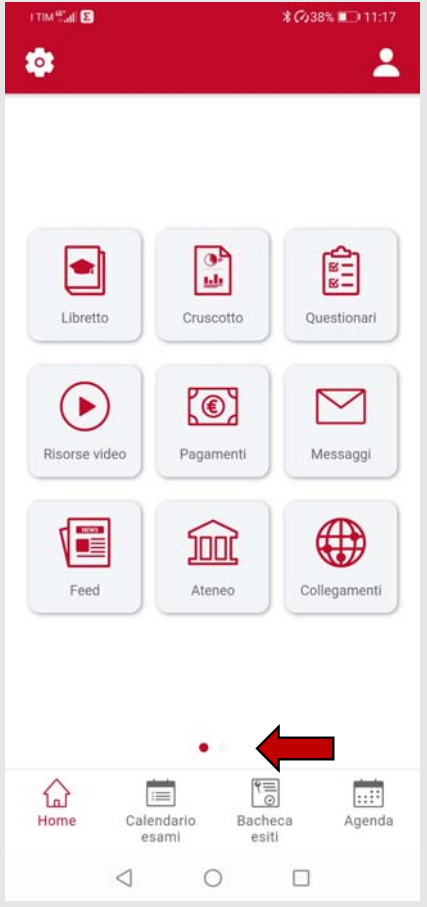 TIM 38% 11:17
Libretto Cruscotto Questionari
Risorse video Pagamenti Messaggi
NEWS
Feed Ateneo Collegamenti
Home Calendario esami Bacheca esiti Agenda